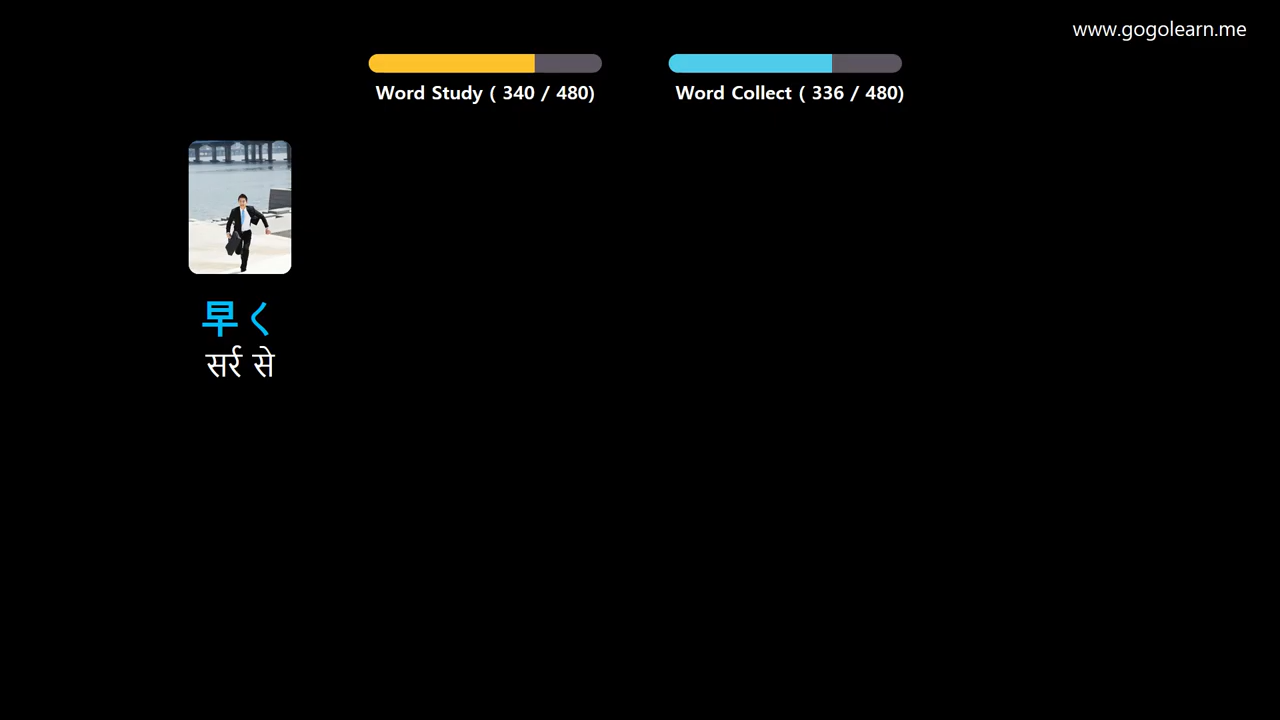 www.gogolearn.me
Word Study ( 340 / 480)
Word Collect ( 336 / 480)
早く
सर्र से